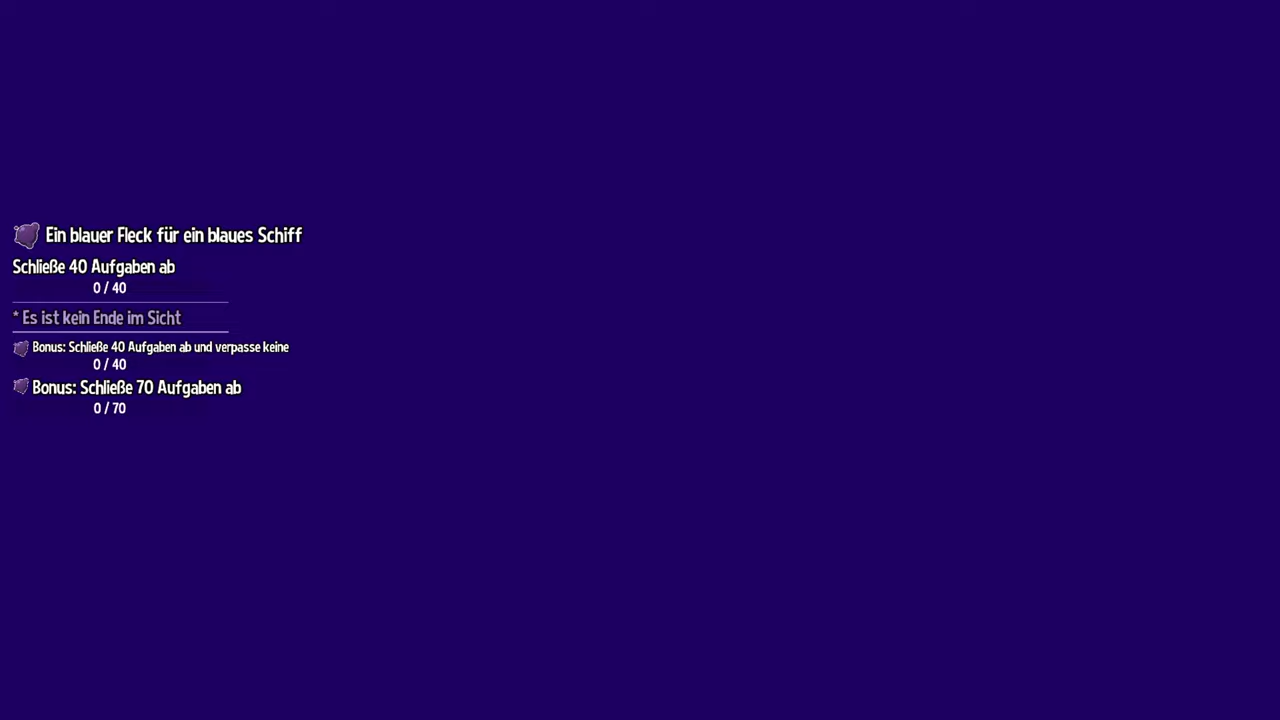 Ein blauer Fleck für ein blaues Schiff
Schließe 40 Aufgaben ab
0 / 40
* Es ist kein Ende im Sicht
Bonus: Schließe 40 Aufgaben ab und verpasse keine
0 / 40
Bonus: Schließe 70 Aufgaben ab
0 / 70